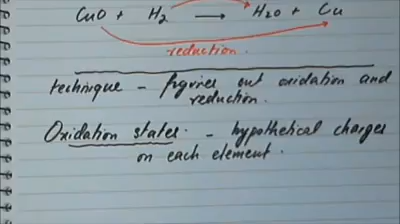 CuO + H₂ → H₂O + Cu
reduction.
technique – figures out oxidation and
reduction.
Oxidation states. – hypothetical charges
on each element.